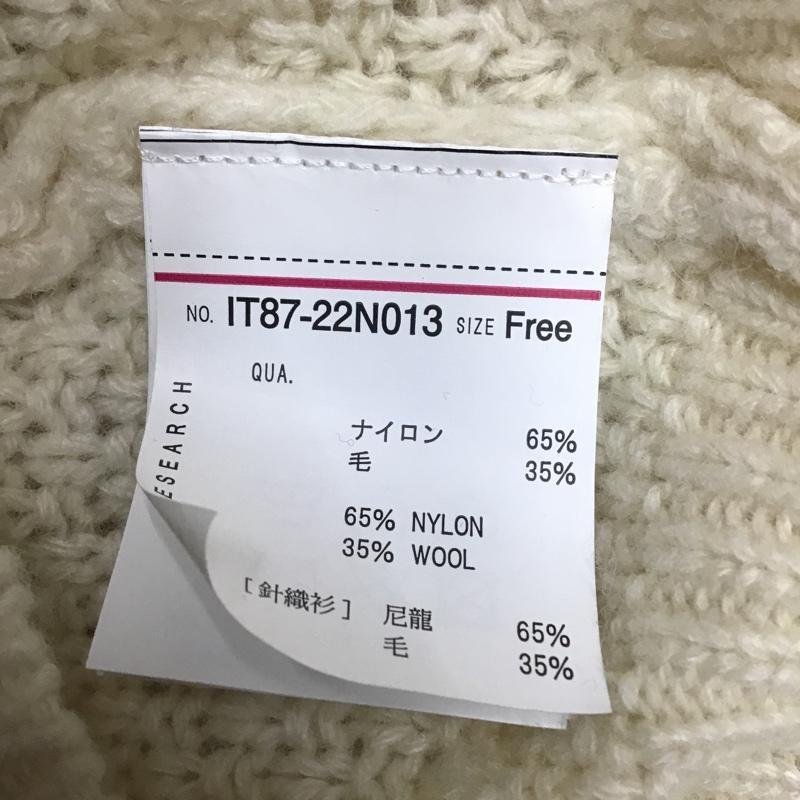 NO. IT87-22N013 SIZE Free
QUA.
ESEARCH
ナイロン 65%
毛 35%
65% NYLON
35% WOOL
[針織衫] 尼龍 65%
毛 35%